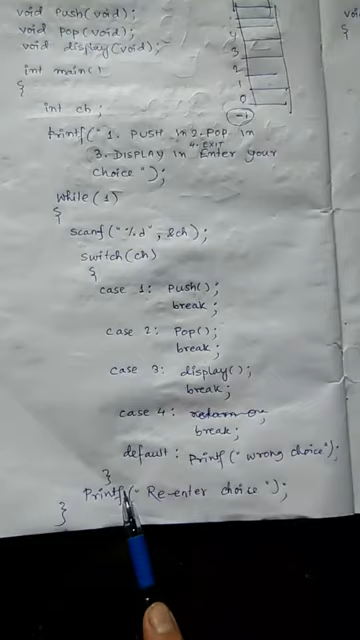 void Push(void);
void Pop(void);
void display(void);
int main()
{
int ch;
printf(" 1. PUSH \n 2. POP \n
3. DISPLAY \n 4. EXIT Enter your
choice ");
while (1)
{
scanf("%d", &ch);
switch(ch)
{
case 1: Push();
break;
case 2: Pop();
break;
case 3: display();
break;
case 4: return 0;
break;
default: Printf (" wrong choice");
}
Printf (" Re-enter choice ");
}
3
2
1
0
-1